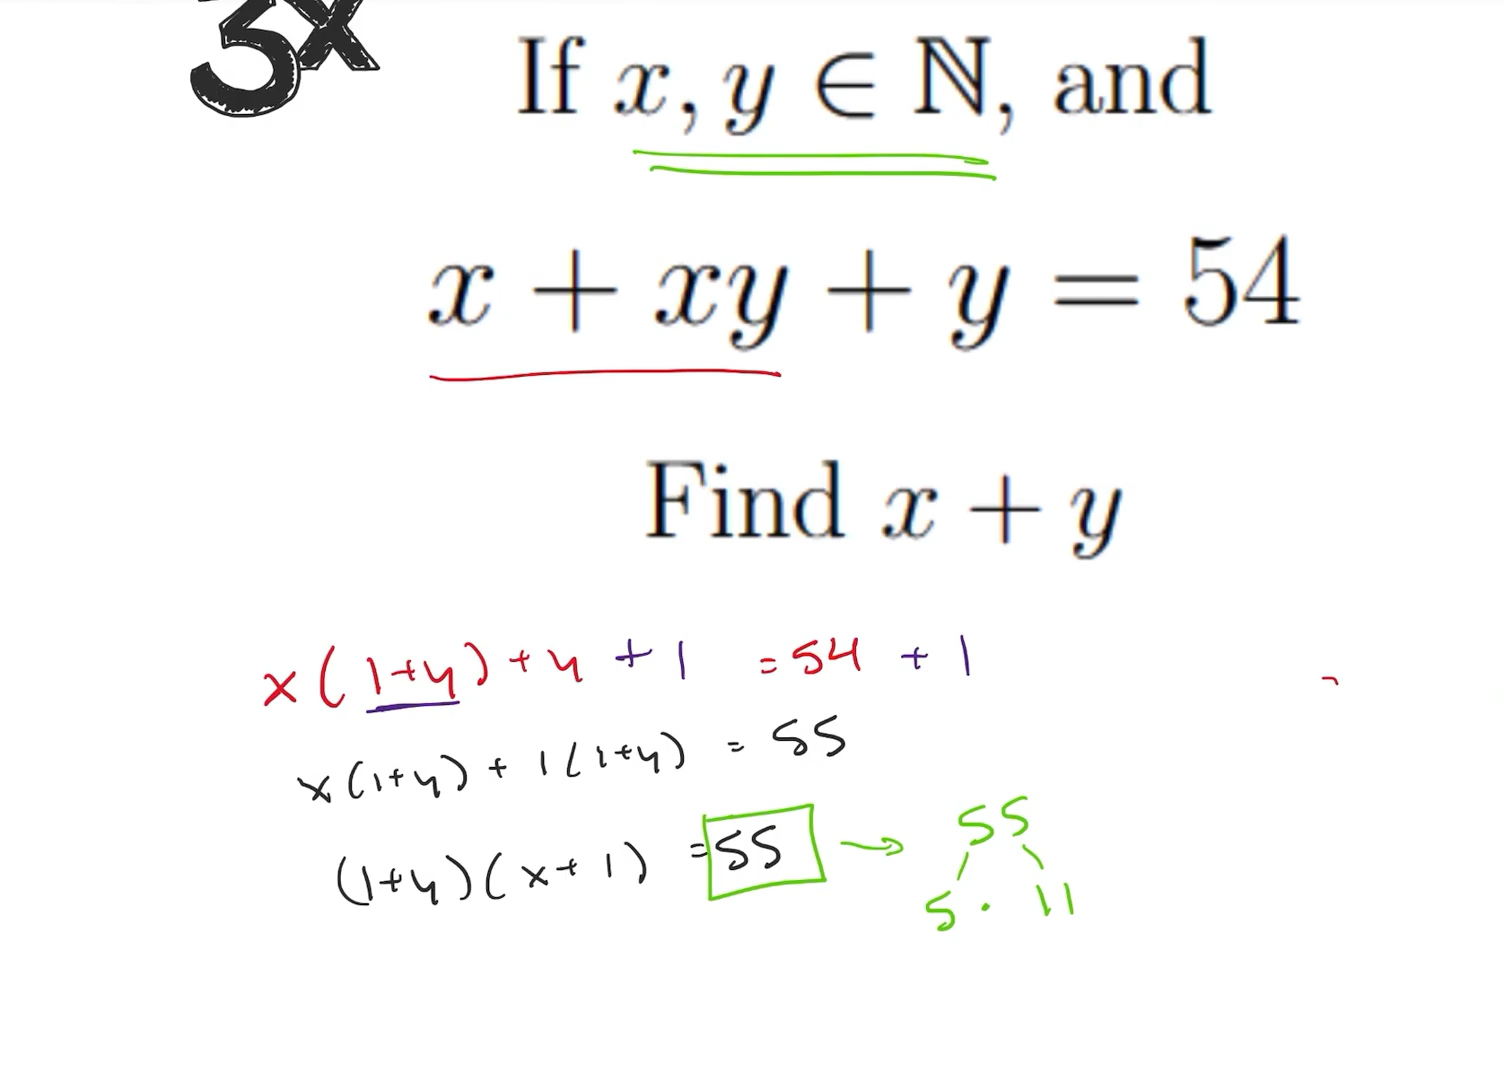 3x
If x, y ∈ ℕ, and
x + xy + y = 54
Find x + y
x(1+y)+y+1 =54+1
x(1+y)+1(1+y) = 55
(1+y)(x+1) =55 → 55
5 · 11